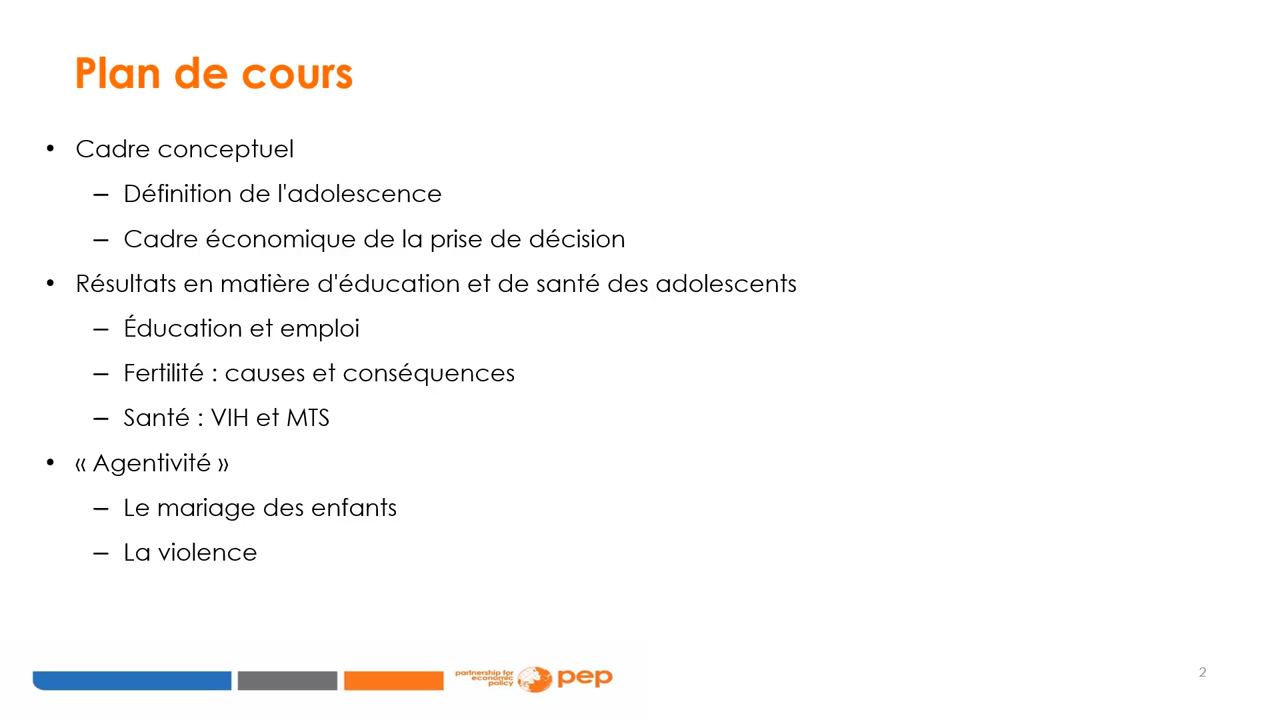 Plan de cours
• Cadre conceptuel
– Définition de l'adolescence
– Cadre économique de la prise de décision
• Résultats en matière d'éducation et de santé des adolescents
– Éducation et emploi
– Fertilité : causes et conséquences
– Santé : VIH et MTS
• « Agentivité »
– Le mariage des enfants
– La violence
partnership for
economic
policy
pep
2